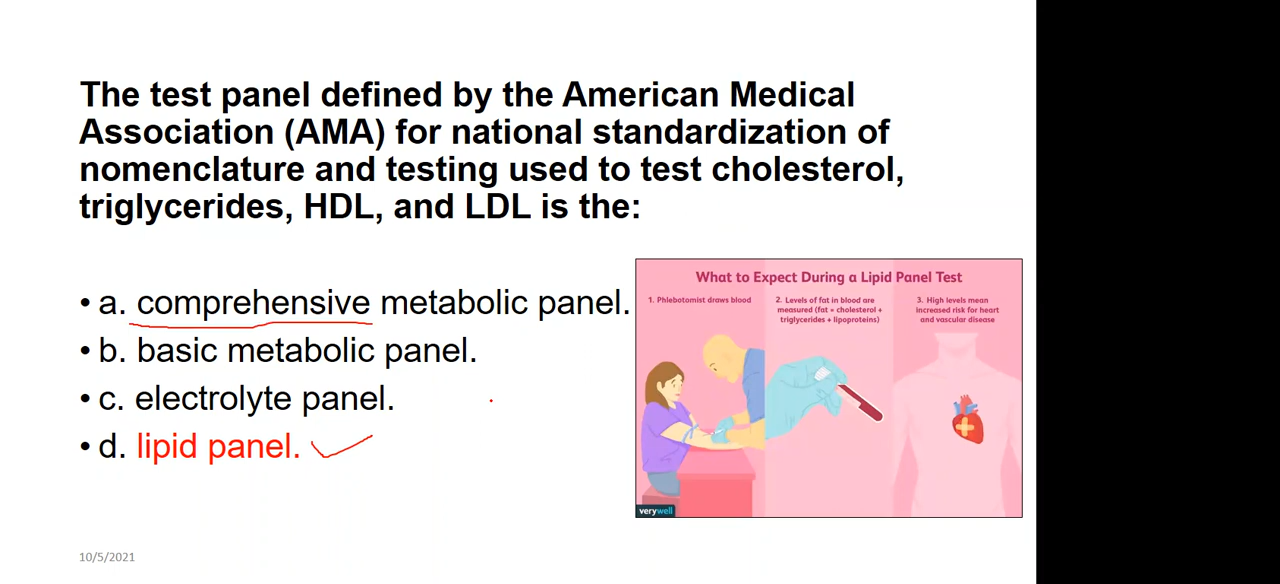 The test panel defined by the American Medical
Association (AMA) for national standardization of
nomenclature and testing used to test cholesterol,
triglycerides, HDL, and LDL is the:
• a. comprehensive metabolic panel.
• b. basic metabolic panel.
• c. electrolyte panel.
• d. lipid panel.
What to Expect During a Lipid Panel Test
1. Phlebotomist draws blood
2. Levels of fat in blood are
measured (fat = cholesterol +
triglycerides + lipoproteins)
3. High levels mean
increased risk for heart
and vascular disease
verywell
10/5/2021